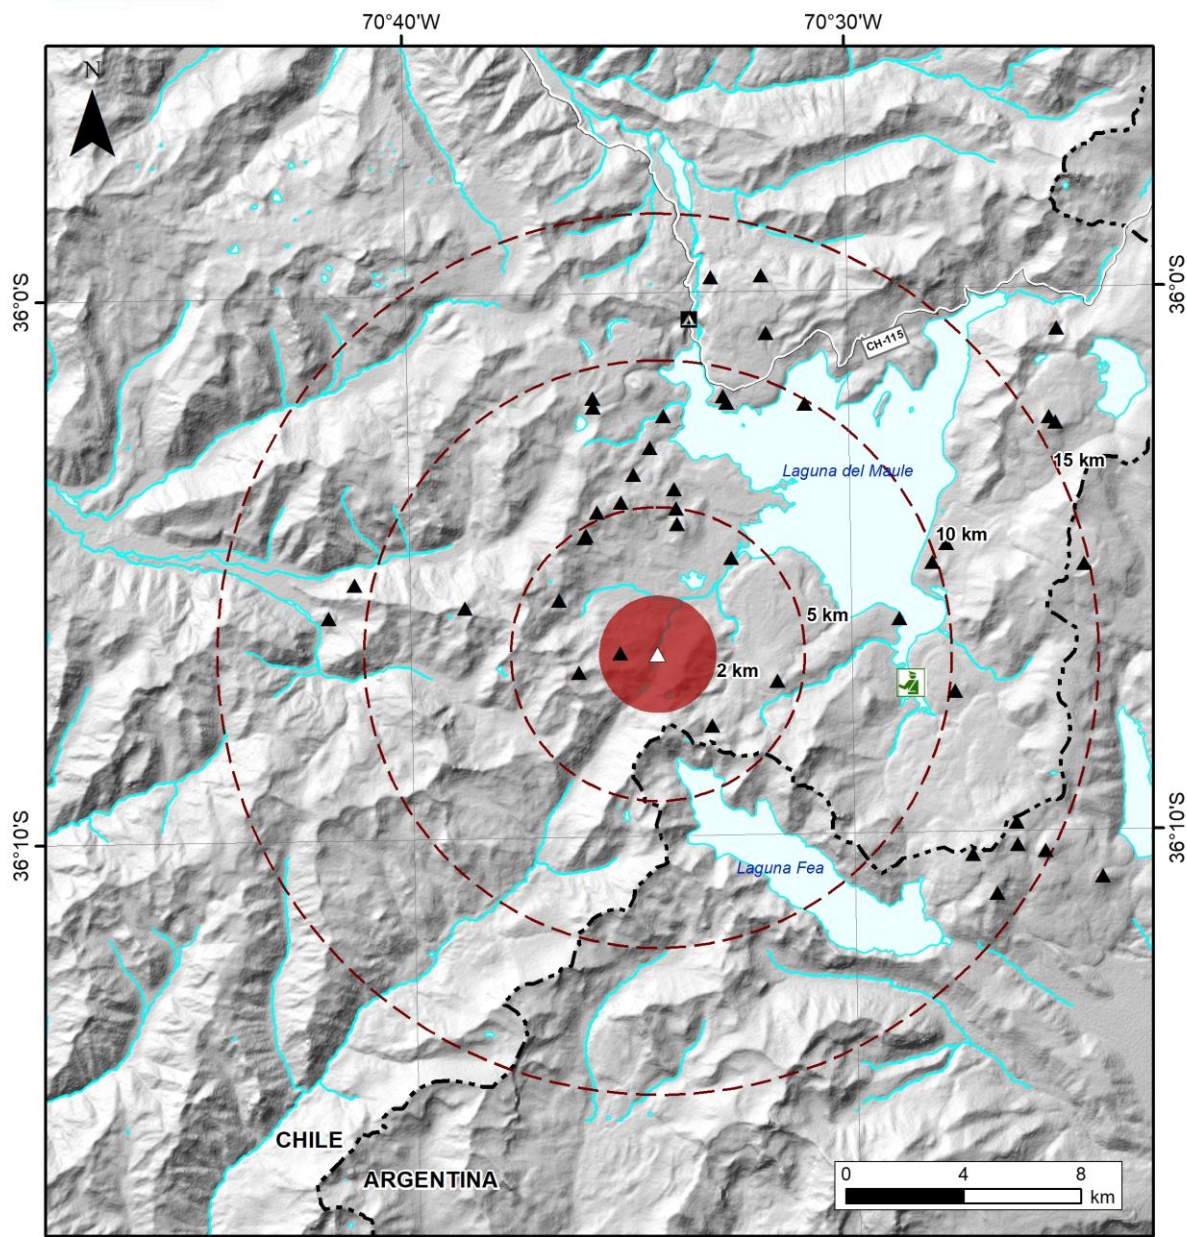 70°40'W
70°30'W
N
36°0'S
36°0'S
CH-115
Laguna del Maule
15 km
10 km
5 km
2 km
36°10'S
36°10'S
Laguna Fea
CHILE
ARGENTINA
0 4 8
km